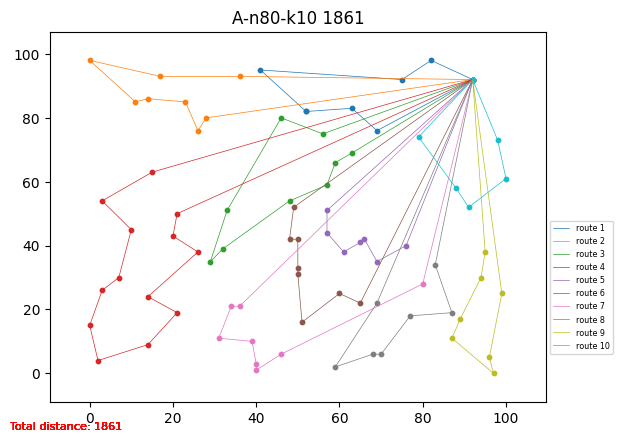 A-n80-k10 1861
100
80
60
40
20
0
0 20 40 60 80 100
route 1
route 2
route 3
route 4
route 5
route 6
route 7
route 8
route 9
route 10
Total distance: 1861